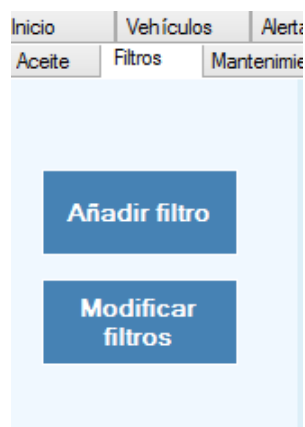 Inicio Vehículos
Aceite Filtros
Añadir filtro
Modificar
filtros